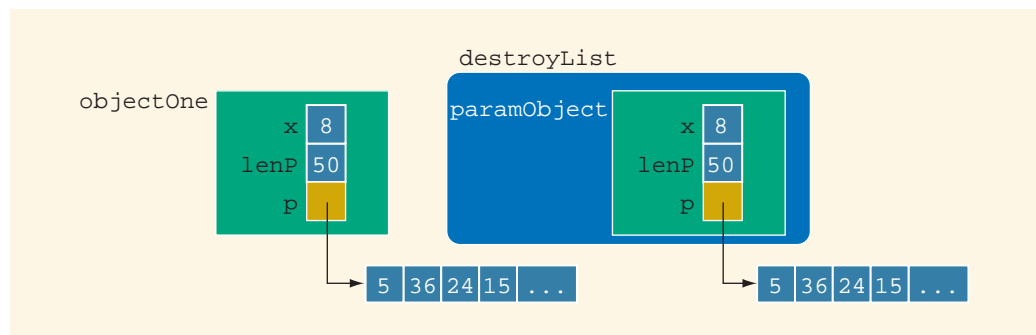 destroyList
objectOne
paramObject
x 8
x 8
lenP 50
lenP 50
p
p
5 36 24 15 ...
5 36 24 15 ...